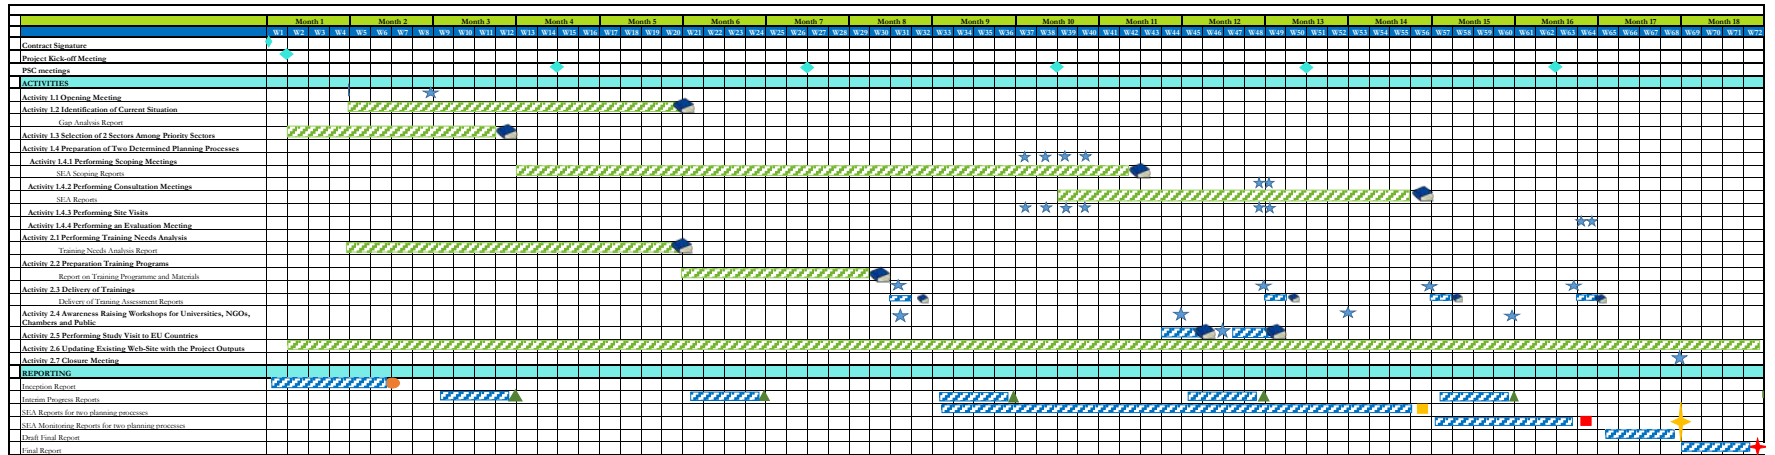 Month 1 Month 2 Month 3 Month 4 Month 5 Month 6 Month 7 Month 8 Month 9 Month 10 Month 11 Month 12 Month 13 Month 14 Month 15 Month 16 Month 17 Month 18
W1 W2 W3 W4 W5 W6 W7 W8 W9 W10 W11 W12 W13 W14 W15 W16 W17 W18 W19 W20 W21 W22 W23 W24 W25 W26 W27 W28 W29 W30 W31 W32 W33 W34 W35 W36 W37 W38 W39 W40 W41 W42 W43 W44 W45 W46 W47 W48 W49 W50 W51 W52 W53 W54 W55 W56 W57 W58 W59 W60 W61 W62 W63 W64 W65 W66 W67 W68 W69 W70 W71 W72
Contract Signature
Project Kick-off Meeting
PSC meetings
ACTIVITIES
Activity 1.1 Opening Meeting
Activity 1.2 Identification of Current Situation
Gap Analysis Report
Activity 1.3 Selection of 2 Sectors Among Priority Sectors
Activity 1.4 Preparation of Two Determined Planning Processes
Activity 1.4.1 Performing Scoping Meetings
SEA Scoping Reports
Activity 1.4.2 Performing Consultation Meetings
SEA Reports
Activity 1.4.3 Performing Site Visits
Activity 1.4.4 Performing an Evaluation Meeting
Activity 2.1 Performing Training Needs Analysis
Training Needs Analysis Report
Activity 2.2 Preparation Training Programs
Report on Training Programme and Materials
Activity 2.3 Delivery of Trainings
Delivery of Traning Assessment Reports
Activity 2.4 Awareness Raising Workshops for Universities, NGOs,
Chambers and Public
Activity 2.5 Performing Study Visit to EU Countries
Activity 2.6 Updating Existing Web-Site with the Project Outputs
Activity 2.7 Closure Meeting
REPORTING
Inception Report
Interim Progress Reports
SEA Reports for two planning processes
SEA Monitoring Reports for two planning processes
Draft Final Report
Final Report